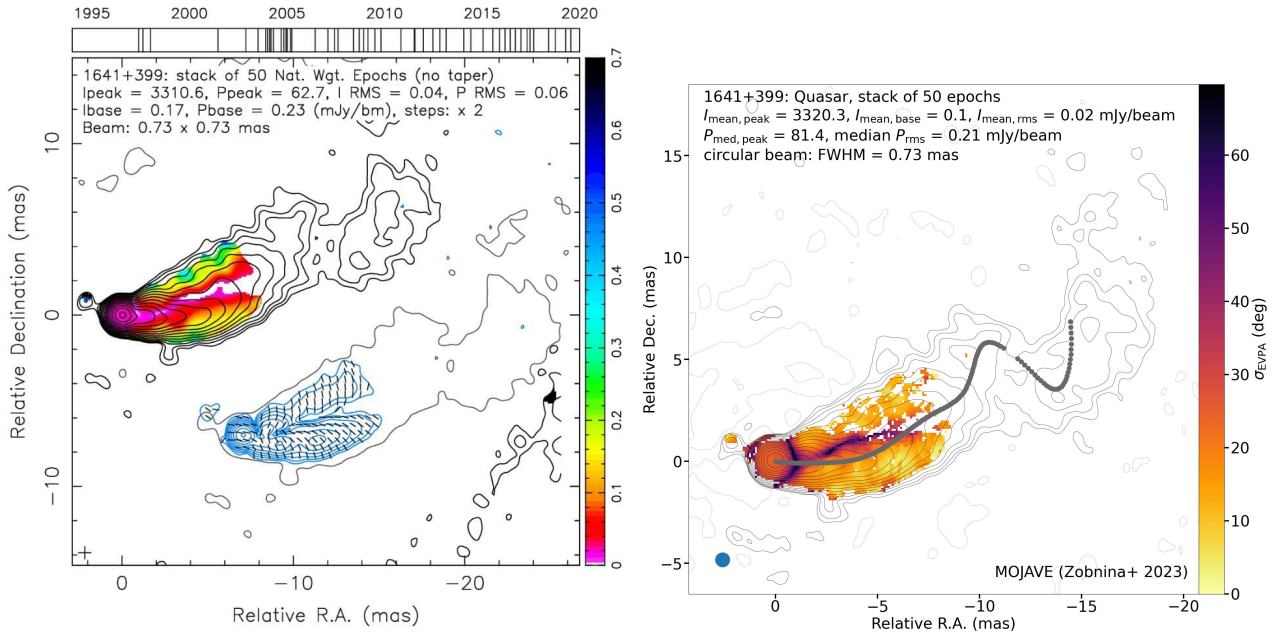 1995 2000 2005 2010 2015 2020
1641+399: stack of 50 Nat. Wgt. Epochs (no taper)
Ipeak = 3310.6, Ppeak = 62.7, I RMS = 0.04, P RMS = 0.06
Ibase = 0.17, Pbase = 0.23 (mJy/bm), steps: x 2
Beam: 0.73 x 0.73 mas
10
0
−10
Relative Declination (mas)
0 −10 −20
Relative R.A. (mas)
0.7
0.6
0.5
0.4
0.3
0.2
0.1
0
1641+399: Quasar, stack of 50 epochs
I mean, peak = 3320.3, I mean, base = 0.1, I mean, rms = 0.02 mJy/beam
P med, peak = 81.4, median P rms = 0.21 mJy/beam
circular beam: FWHM = 0.73 mas
15
10
5
0
−5
Relative Dec. (mas)
MOJAVE (Zobnina+ 2023)
0 −5 −10 −15 −20
Relative R.A. (mas)
60
50
40
30
20
10
0
σEVPA (deg)